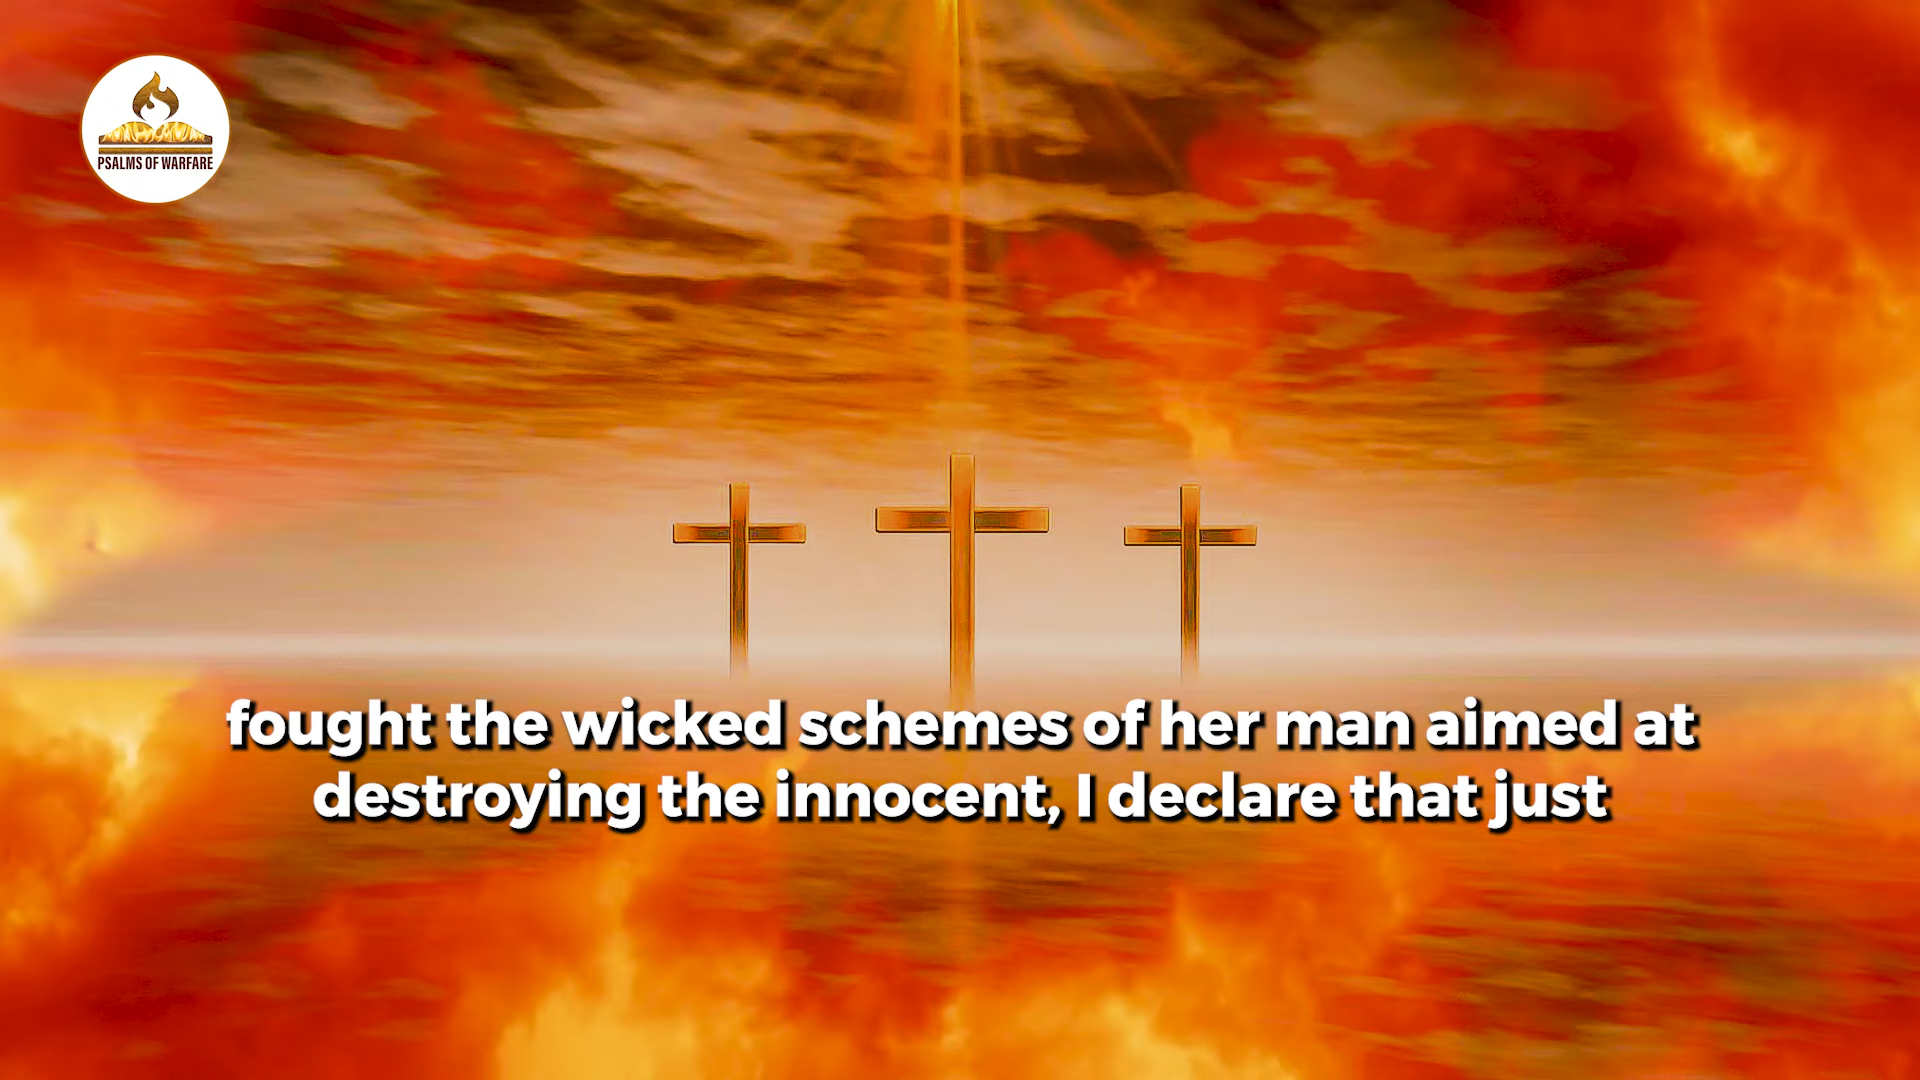 PSALMS OF WARFARE
fought the wicked schemes of her man aimed at
destroying the innocent, I declare that just